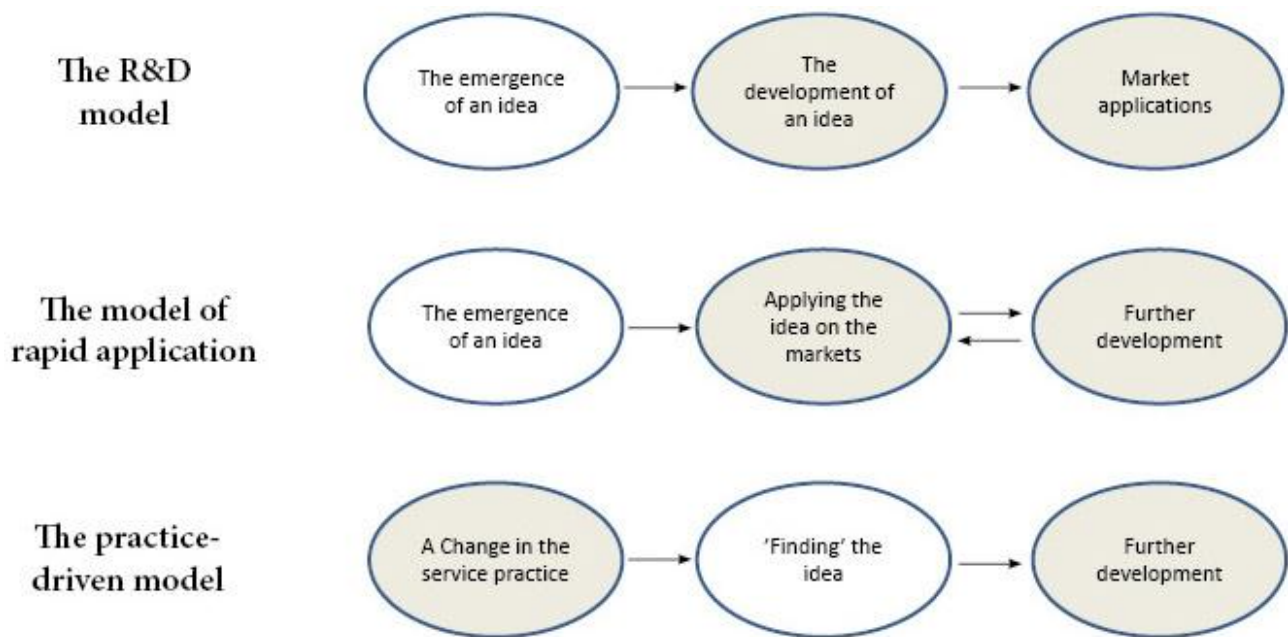 The R&D
model
The emergence
of an idea
The
development of
an idea
Market
applications
The model of
rapid application
The emergence
of an idea
Applying the
idea on the
markets
Further
development
The practice-
driven model
A Change in the
service practice
‘Finding’ the
idea
Further
development